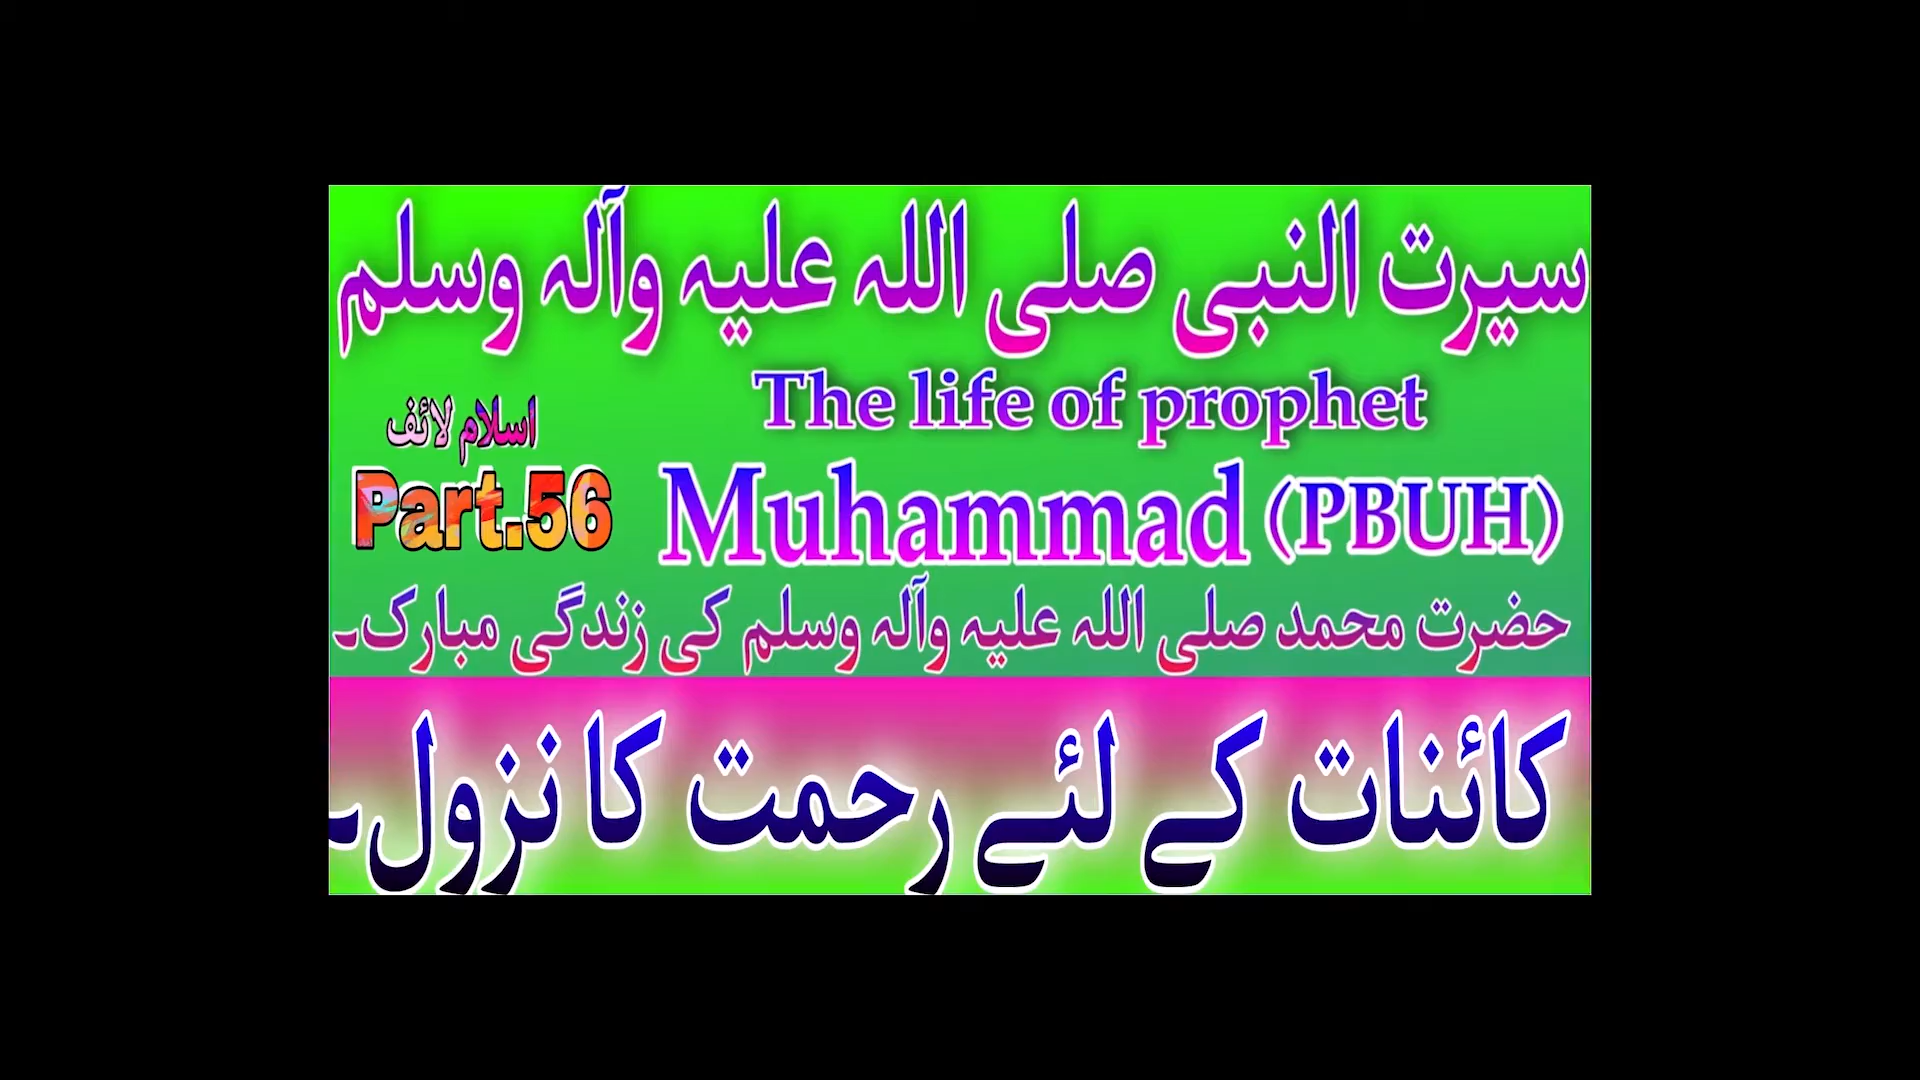 سیرت النبی صلی اللہ علیہ وآلہ وسلم
The life of prophet
اسلام لائف
Part.56
Muhammad (PBUH)
حضرت محمد صلی اللہ علیہ وآلہ وسلم کی زندگی مبارک۔
کائنات کے لئے رحمت کا نزول۔